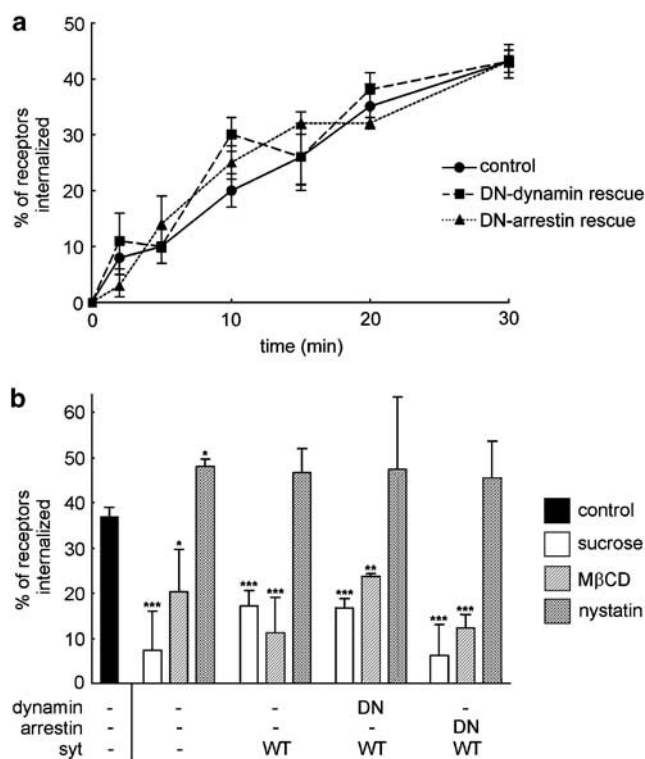 a
% of receptors
internalized
50
40
30
20
10
0
0
10
20
30
time (min)
control
DN-dynamin rescue
DN-arrestin rescue
b
% of receptors
internalized
60
50
40
30
20
10
0
***
*
*
***
***
***
**
***
***
control
sucrose
MβCD
nystatin
dynamin - - - DN -
arrestin - - - - DN
syt - - WT WT WT